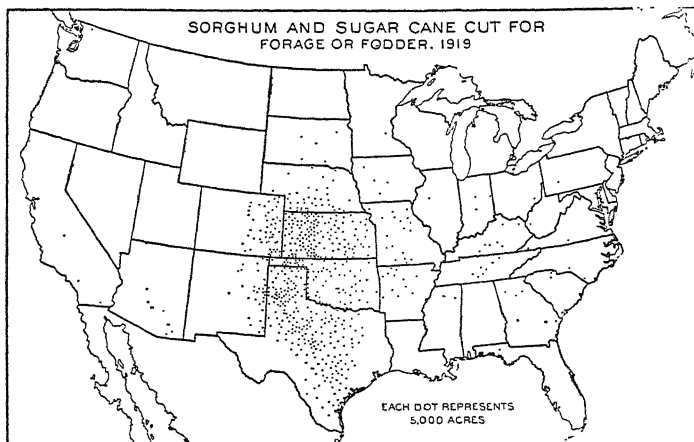 SORGHUM AND SUGAR CANE CUT FOR
FORAGE OR FODDER, 1919
EACH DOT REPRESENTS
5,000 ACRES